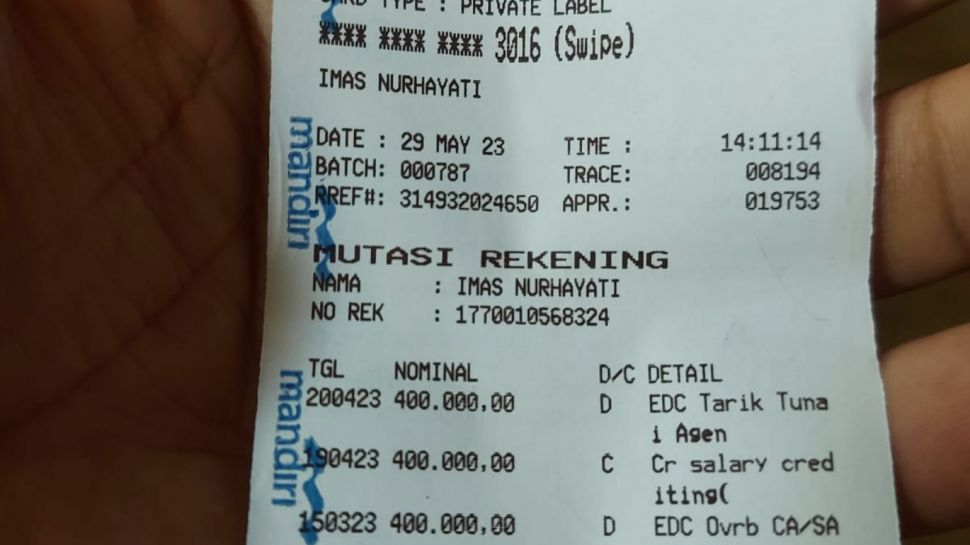 CARD TYPE : PRIVATE LABEL
**** **** **** 3016 (Swipe)
IMAS NURHAYATI
DATE : 29 MAY 23 TIME : 14:11:14
BATCH: 000787 TRACE: 008194
RREF#: 314932024650 APPR.: 019753
mandiri
MUTASI REKENING
NAMA : IMAS NURHAYATI
NO REK : 1770010568324
TGL NOMINAL D/C DETAIL
200423 400.000,00 D EDC Tarik Tuna
i Agen
190423 400.000,00 C Cr salary cred
iting(
150323 400.000,00 D EDC Ovrb CA/SA
mandiri